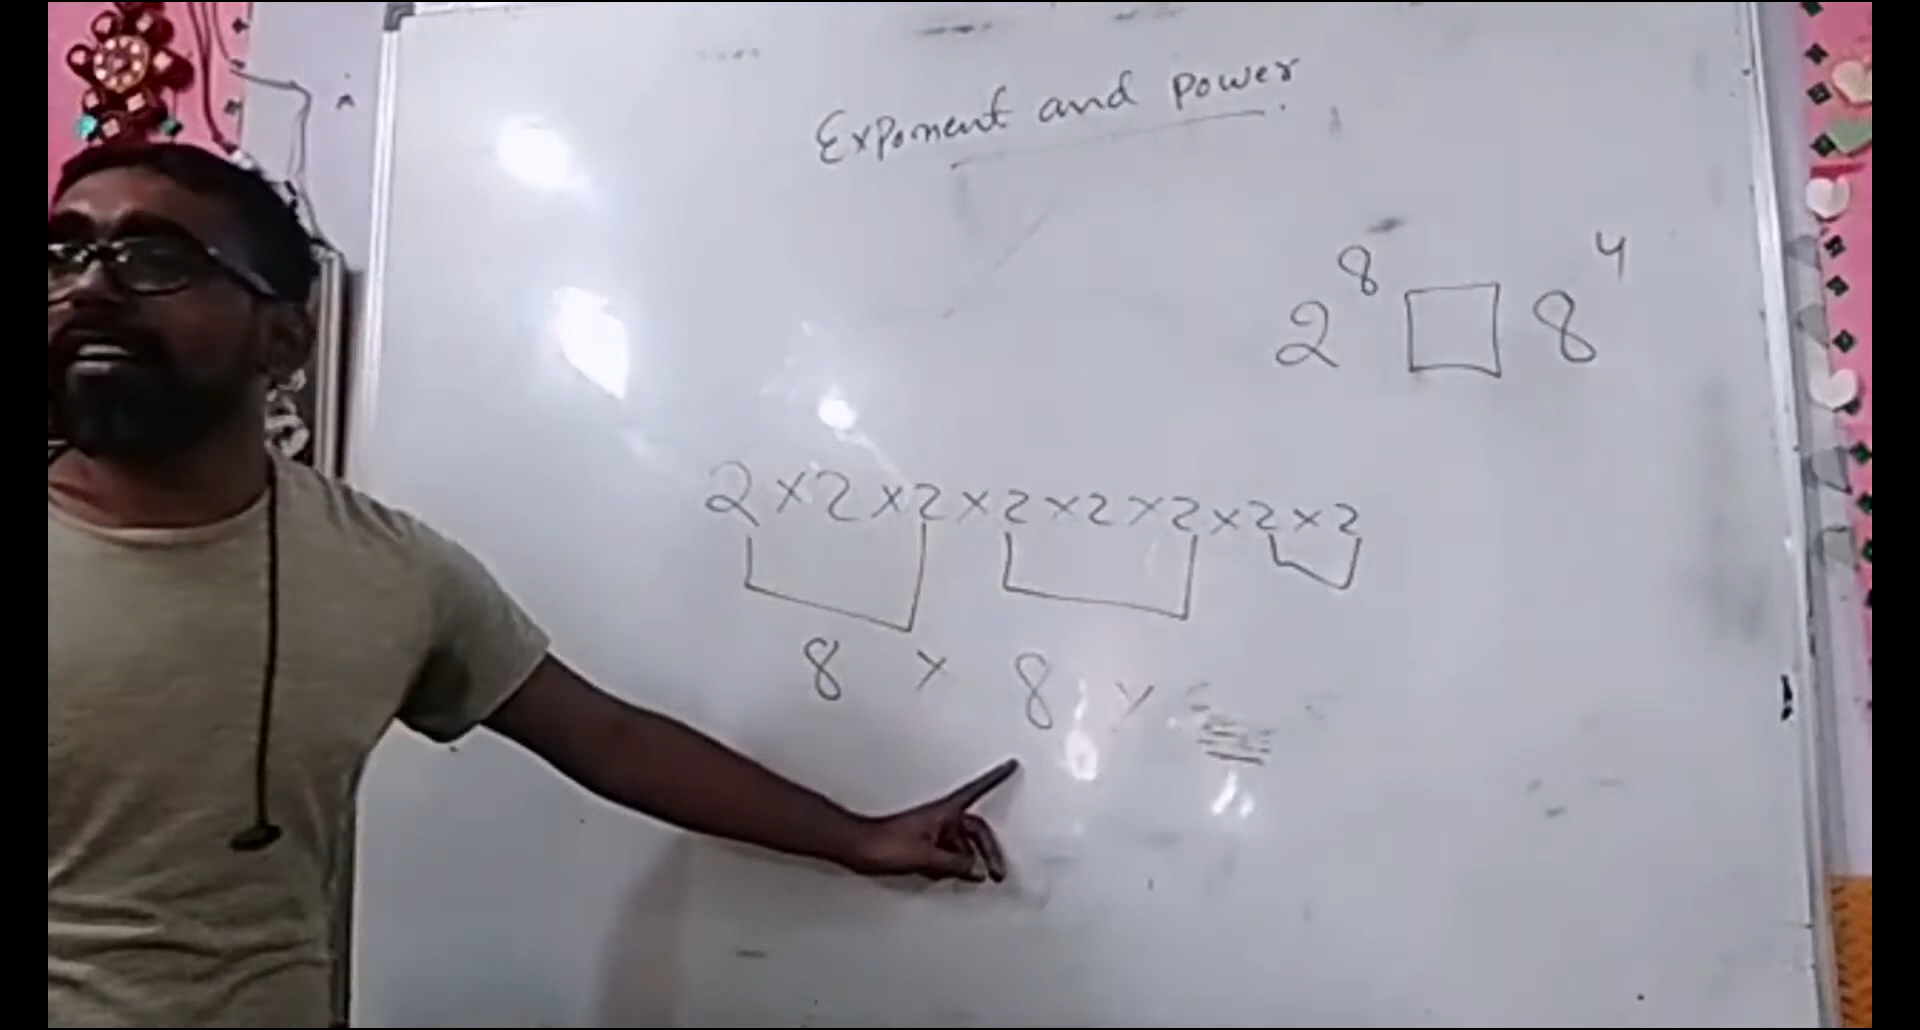 Exponent and power
2⁸ □ 8⁴
2 × 2 × 2 × 2 × 2 × 2 × 2 × 2
8 × 8 ×